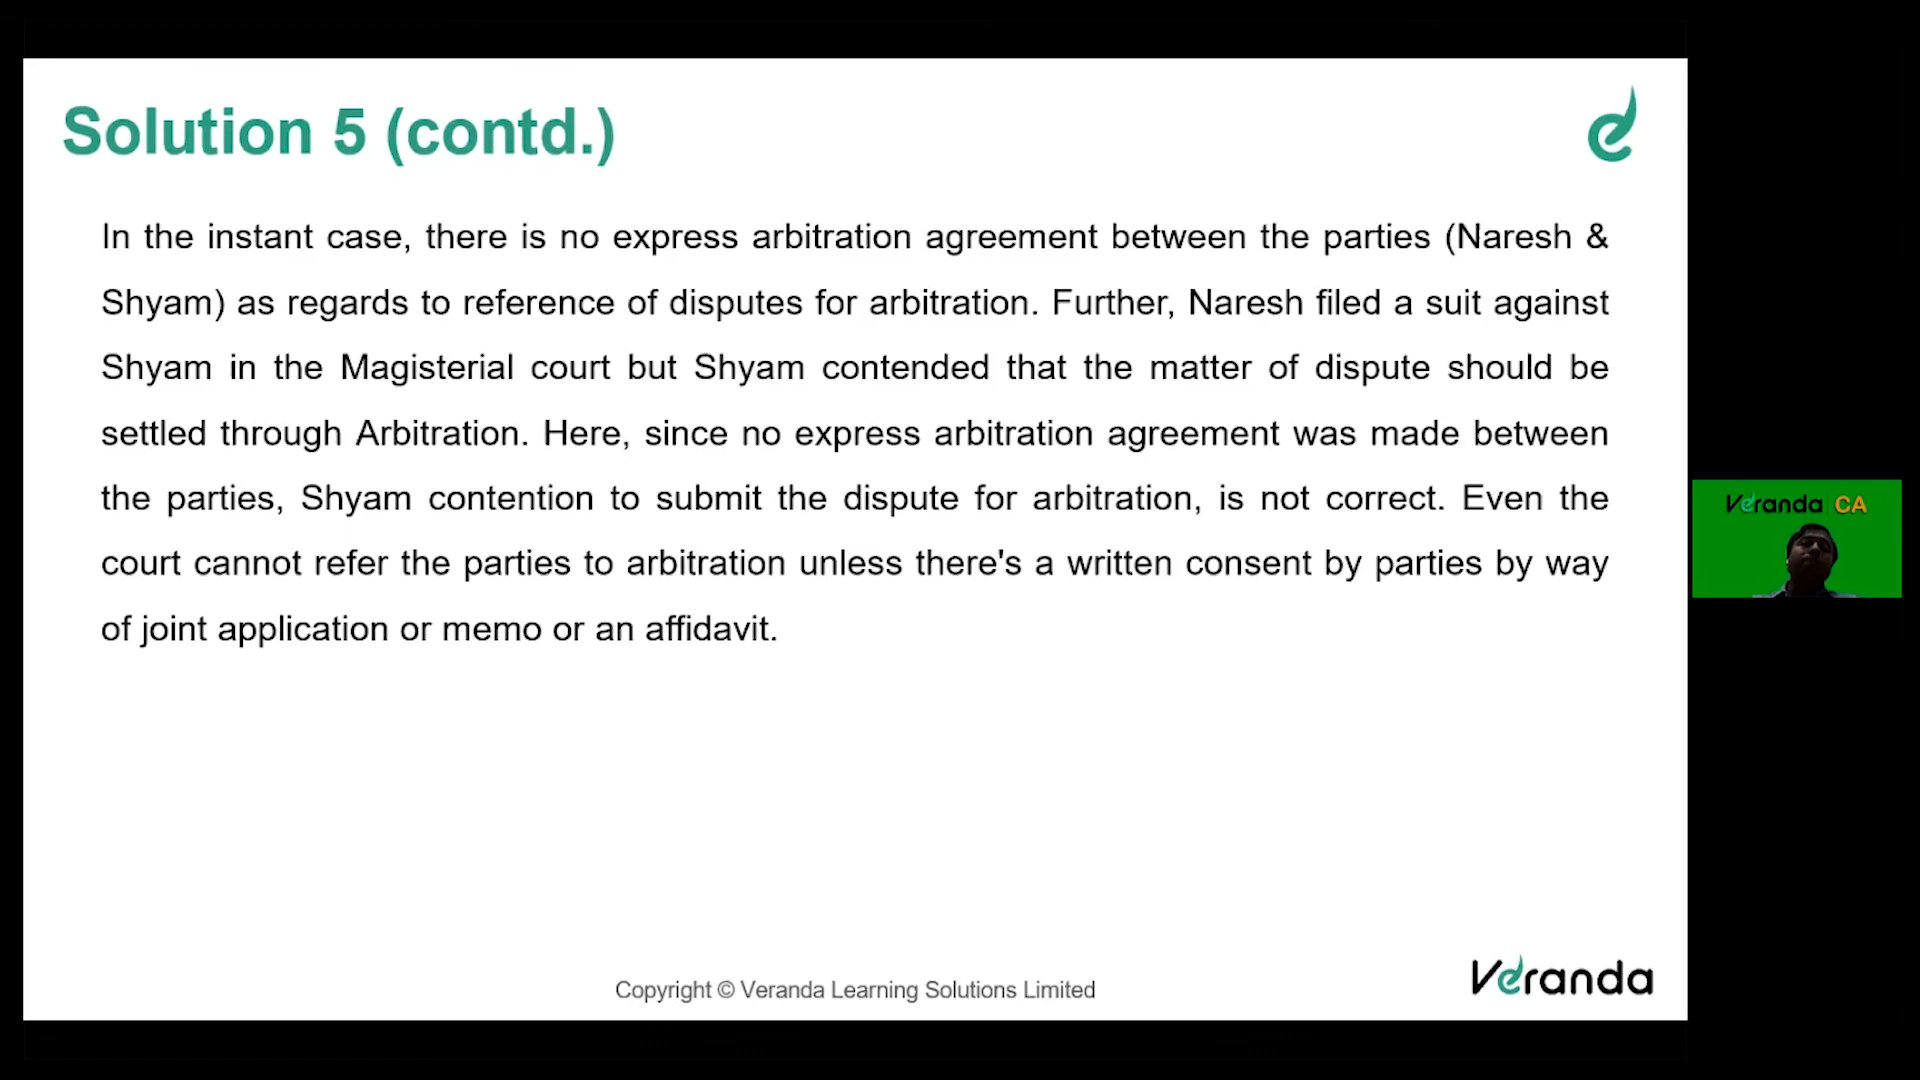 Solution 5 (contd.)
In the instant case, there is no express arbitration agreement between the parties (Naresh &
Shyam) as regards to reference of disputes for arbitration. Further, Naresh filed a suit against
Shyam in the Magisterial court but Shyam contended that the matter of dispute should be
settled through Arbitration. Here, since no express arbitration agreement was made between
the parties, Shyam contention to submit the dispute for arbitration, is not correct. Even the
court cannot refer the parties to arbitration unless there's a written consent by parties by way
of joint application or memo or an affidavit.
Veranda CA
Copyright © Veranda Learning Solutions Limited
Veranda